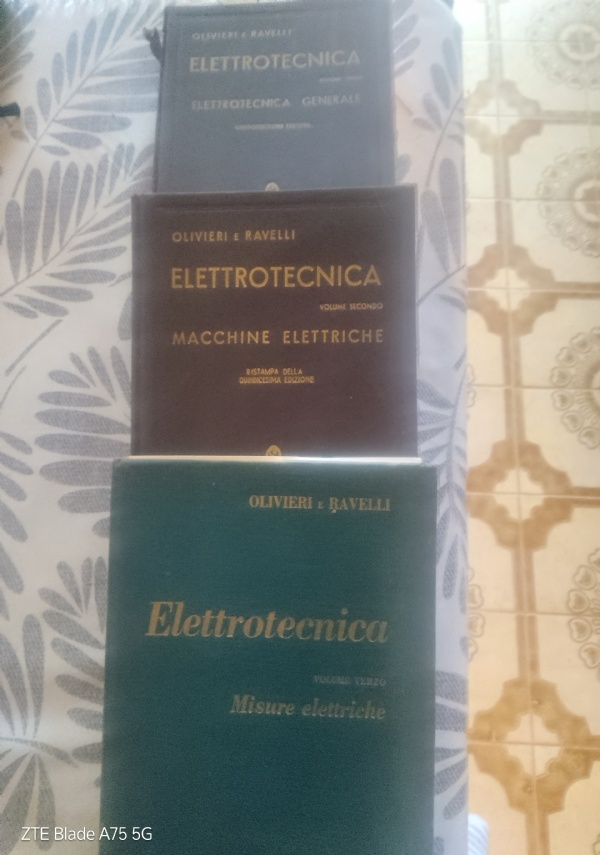 OLIVIERI E RAVELLI
ELETTROTECNICA
ELETTROTECNICA GENERALE
OLIVIERI E RAVELLI
ELETTROTECNICA
VOLUME SECONDO
MACCHINE ELETTRICHE
RISTAMPA DELLA
QUINDICESIMA EDIZIONE
OLIVIERI E RAVELLI
Elettrotecnica
VOLUME TERZO
Misure elettriche
ZTE Blade A75 5G